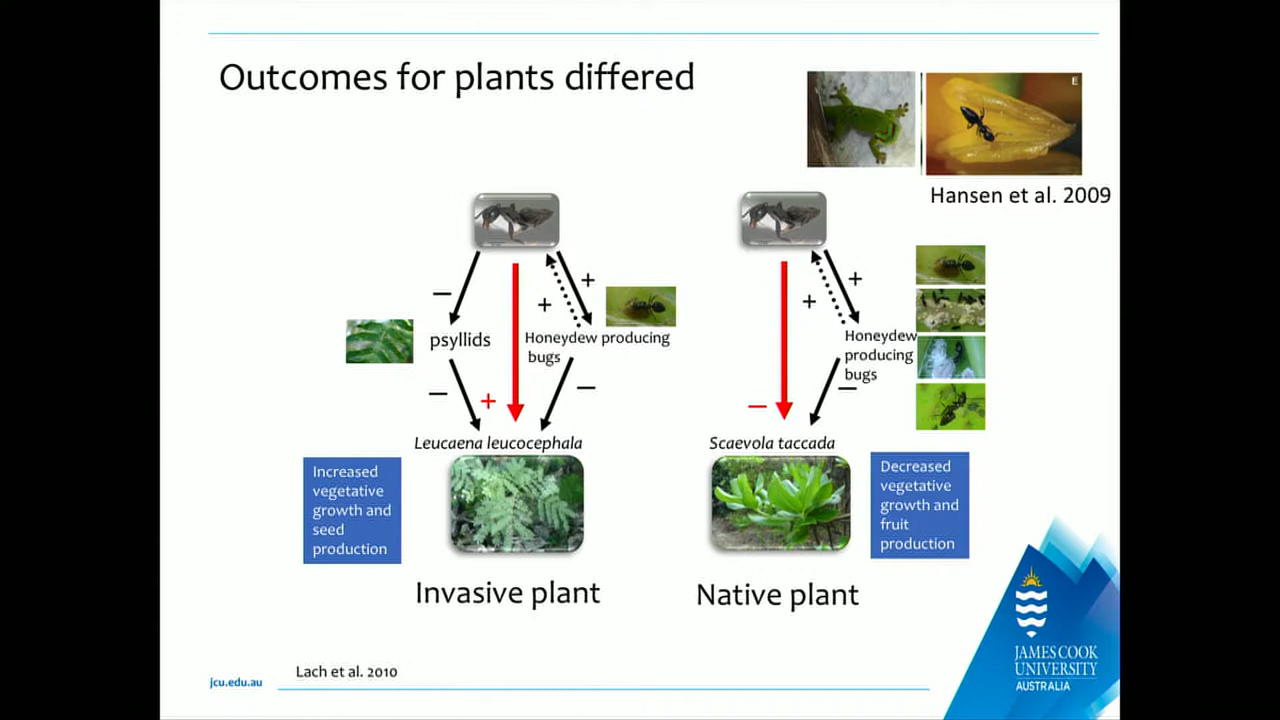 Outcomes for plants differed
E
Hansen et al. 2009
–
+
+
psyllids
Honeydew producing
bugs
–
+
–
Leucaena leucocephala
Increased
vegetative
growth and
seed
production
Invasive plant
+
+
Honeydew
producing
bugs
–
–
Scaevola taccada
Decreased
vegetative
growth and
fruit
production
Native plant
Lach et al. 2010
jcu.edu.au
JAMES COOK
UNIVERSITY
AUSTRALIA